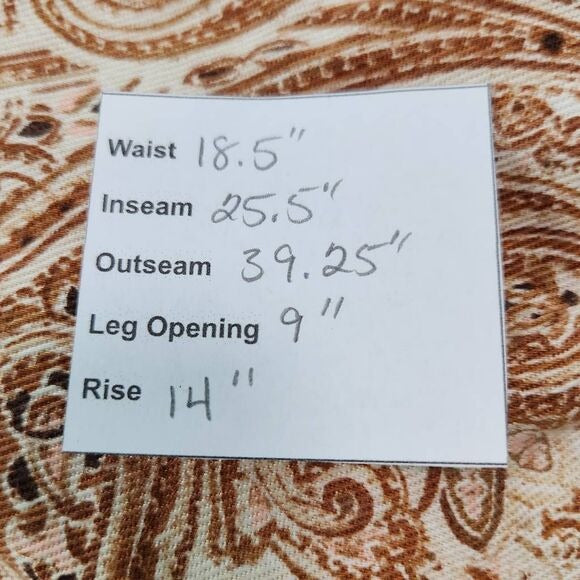 Waist 18.5"
Inseam 25.5"
Outseam 39.25"
Leg Opening 9"
Rise 14"